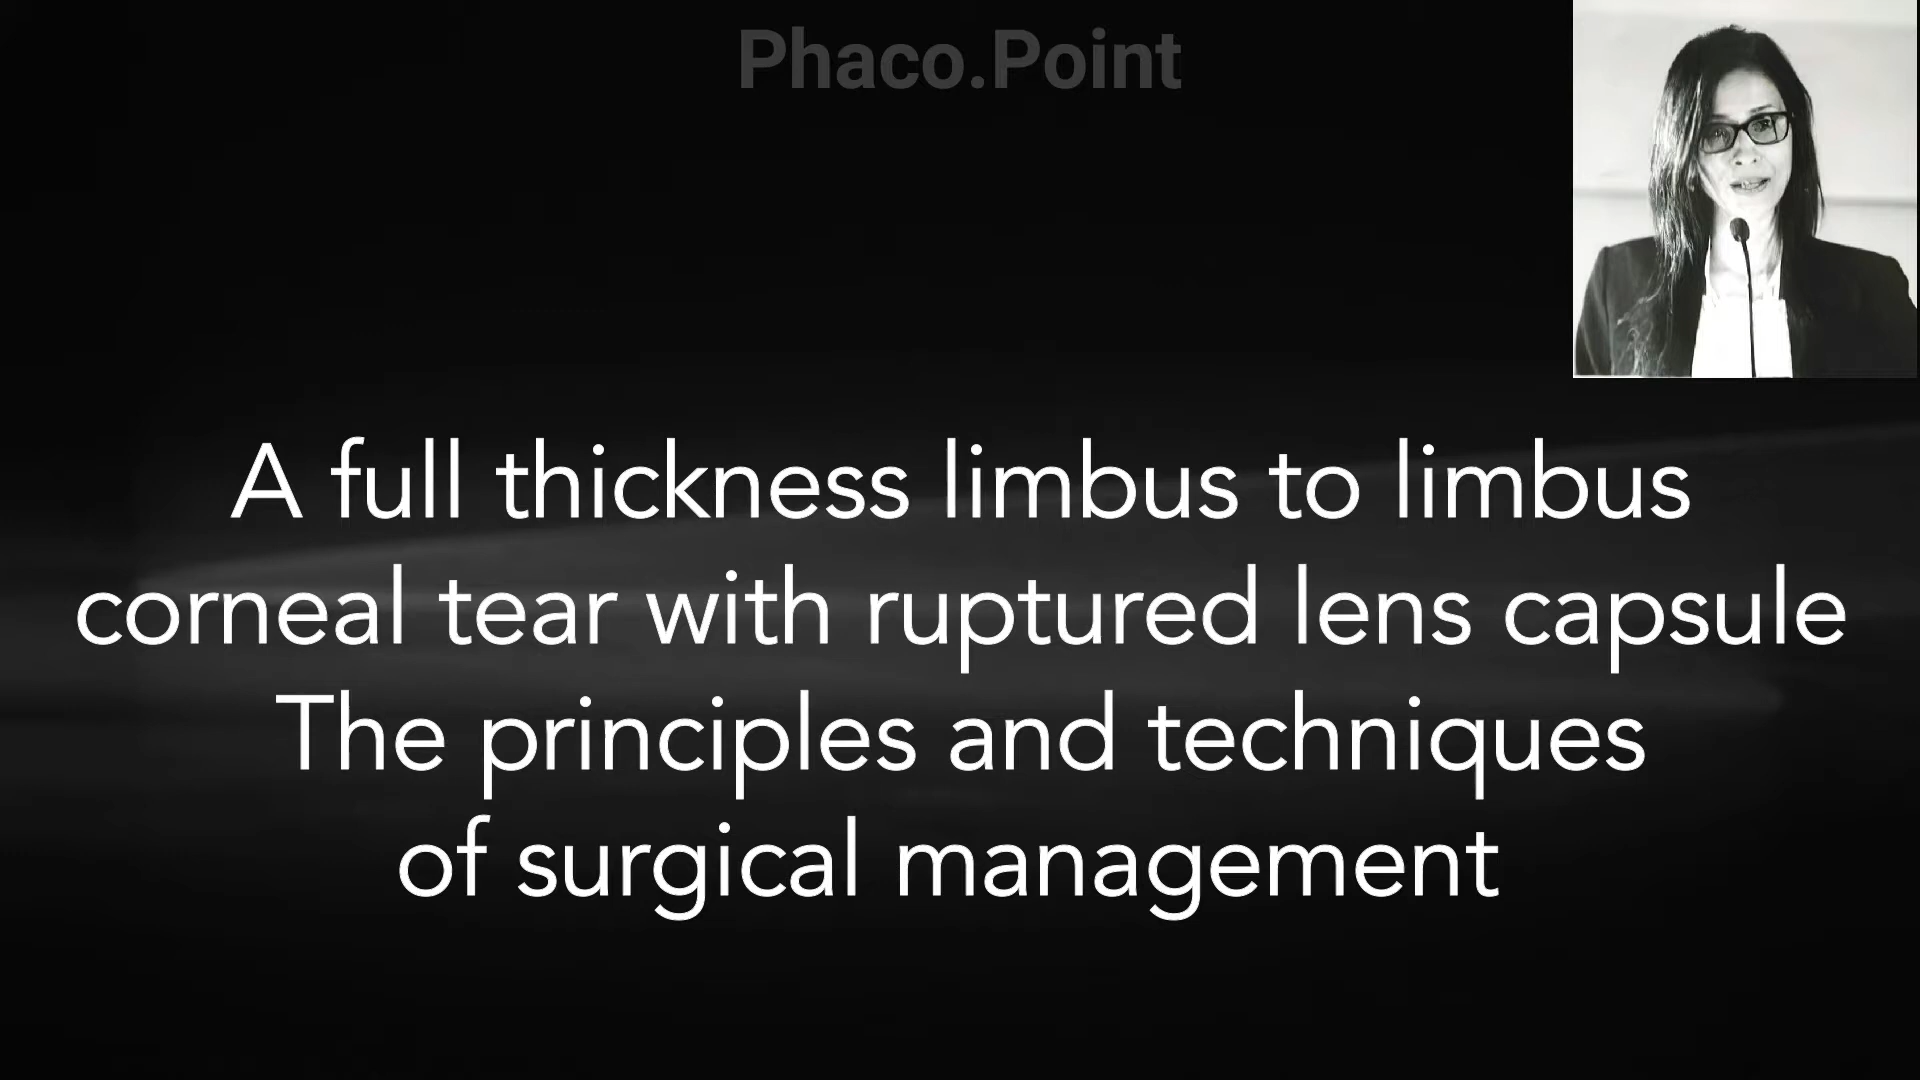 Phaco.Point
A full thickness limbus to limbus
corneal tear with ruptured lens capsule
The principles and techniques
of surgical management